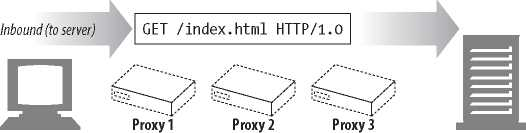 Inbound (to server)
GET /index.html HTTP/1.0
Proxy 1
Proxy 2
Proxy 3